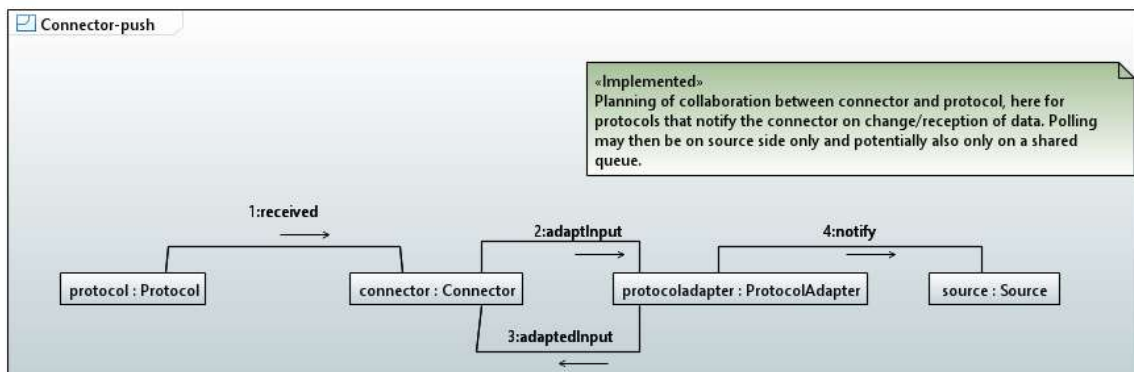 Connector-push
«Implemented»
Planning of collaboration between connector and protocol, here for
protocols that notify the connector on change/reception of data. Polling
may then be on source side only and potentially also only on a shared
queue.
1:received
2:adaptInput
4:notify
protocol : Protocol
connector : Connector
protocoladapter : ProtocolAdapter
source : Source
3:adaptedInput